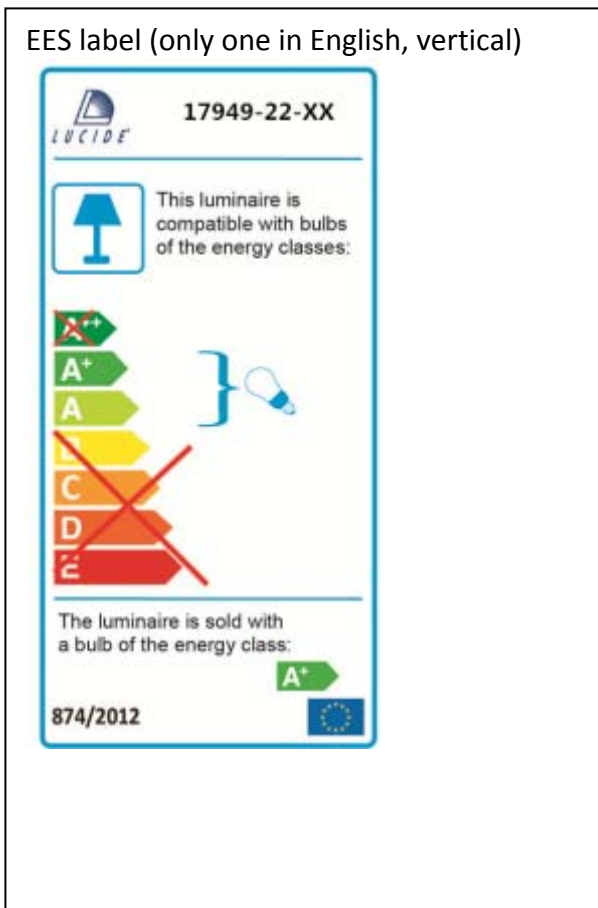 EES label (only one in English, vertical)
LUCIDE
17949-22-XX
This luminaire is
compatible with bulbs
of the energy classes:
A++
A+
A
B
C
D
E
The luminaire is sold with
a bulb of the energy class:
A+
874/2012